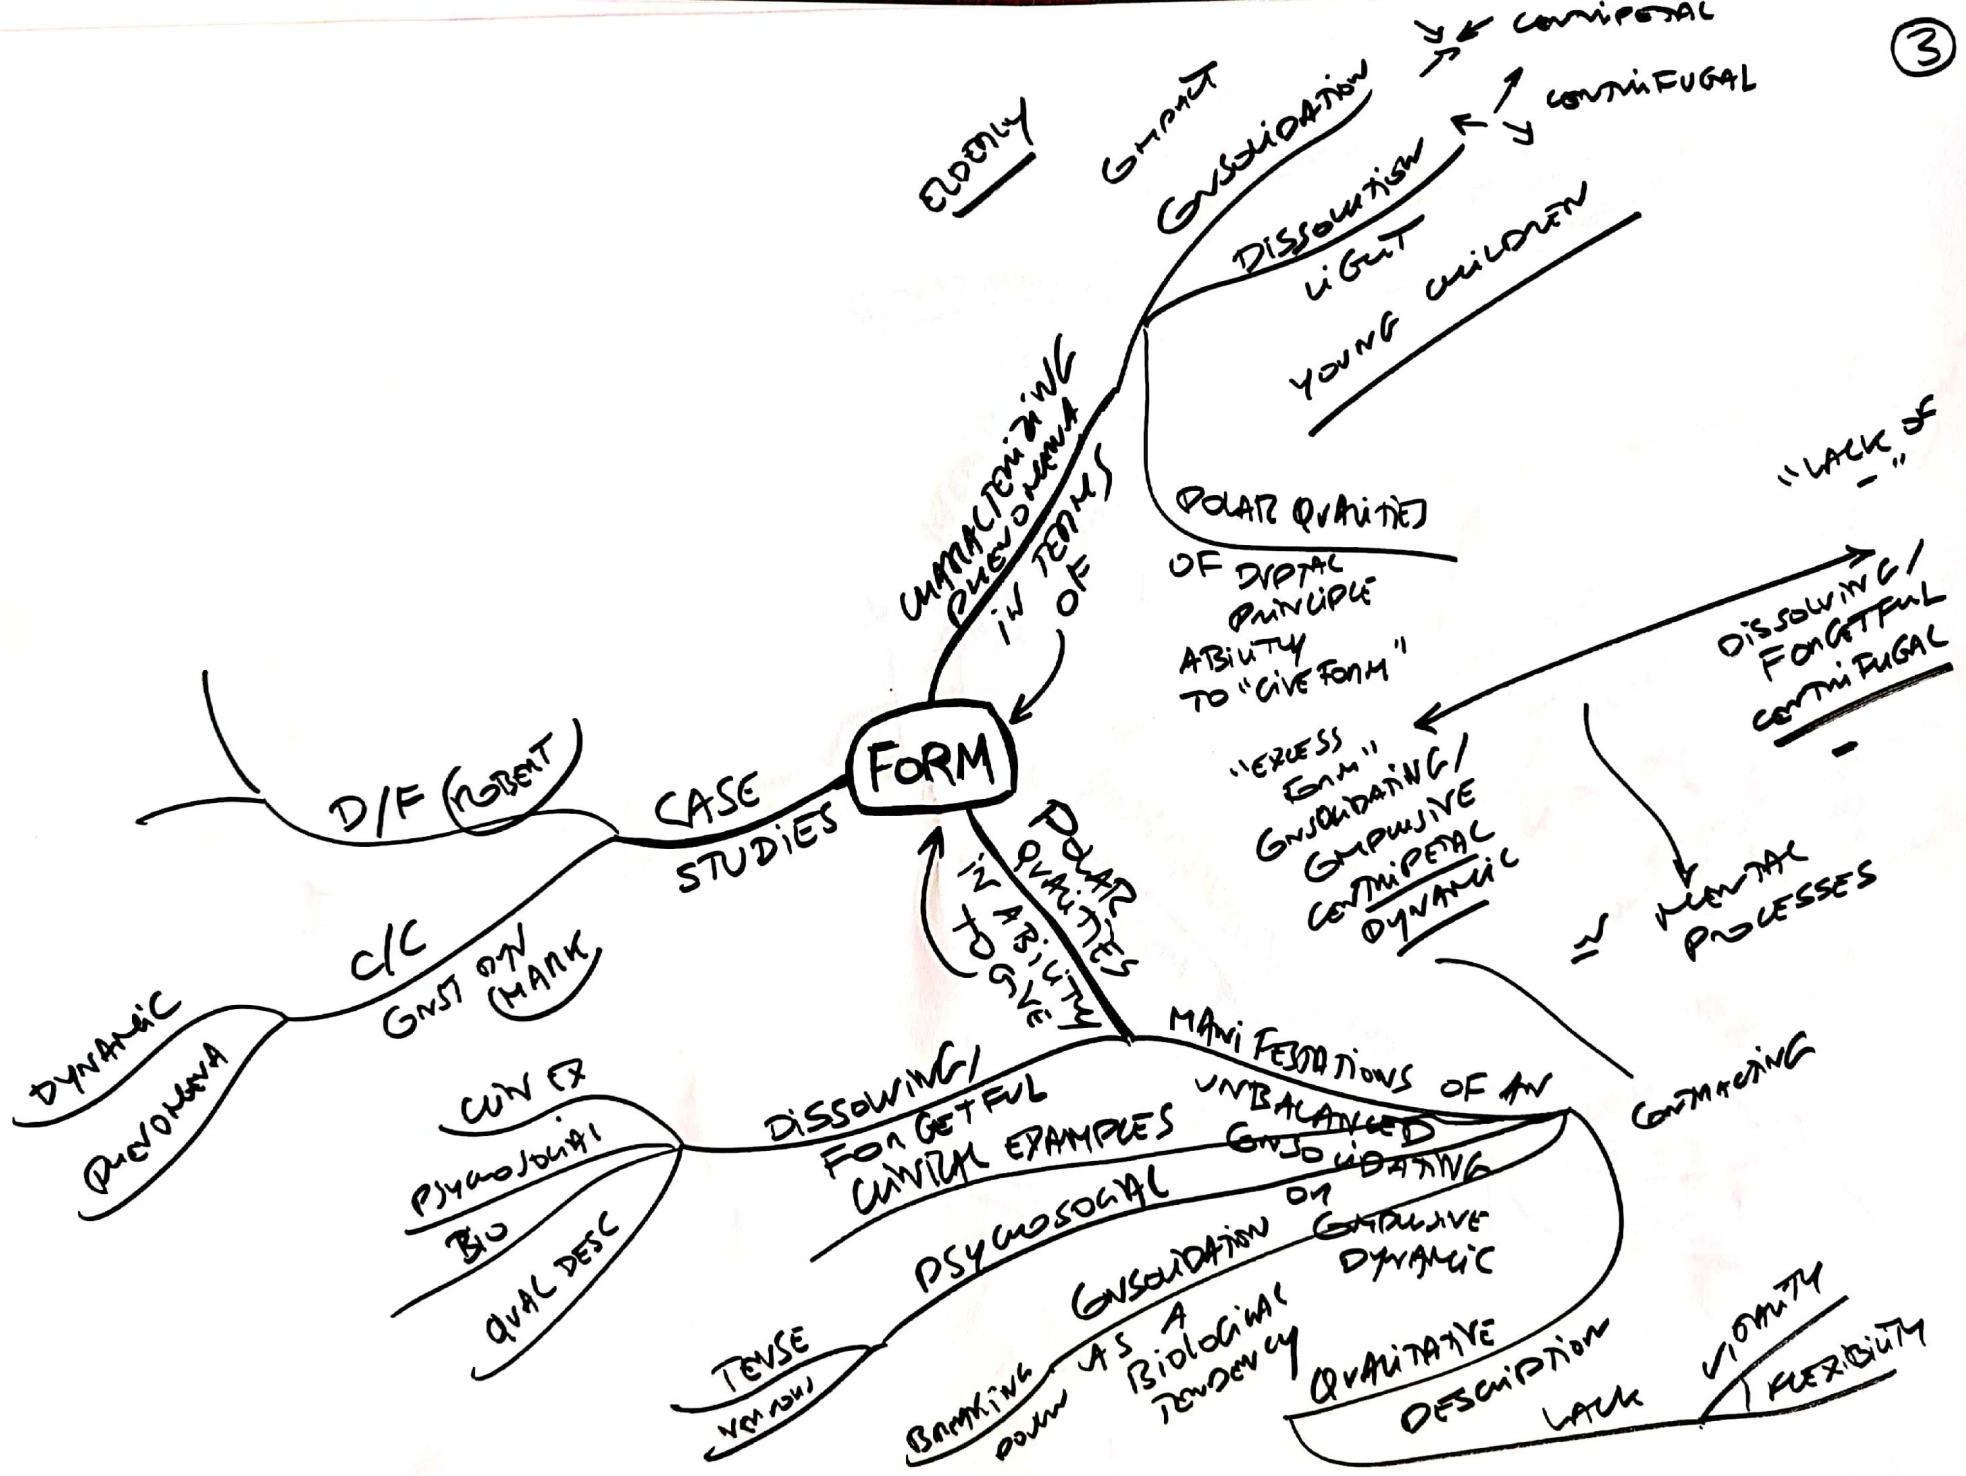 3
CENTRIPETAL
CENTRIFUGAL
ELDERLY
COMPACT
CONSOLIDATION
DISSOLUTION
LIGHT
YOUNG CHILDREN
CHARACTERIZING
PHENOMENA
IN TERMS
OF
POLAR QUALITIES
OF DVPTAL
PRINCIPLE
ABILITY
TO "GIVE FORM"
"LACK OF
"
DISSOLVING/
FORGETFUL
CENTRIFUGAL
"EXCESS
FORM"
CONSOLIDATING/
COMPULSIVE
CENTRIPETAL
DYNAMIC
IN MENTAL
PROCESSES
CONTRACTING
FORM
CASE
STUDIES
D/F (ROBERT
C/C
CONST DN
(MARK
DYNAMIC
PHENOMENA
POLAR
QUALITIES
IN ABILITY
TO GIVE
MANIFESTATIONS OF AN
UNBALANCED
CONSOLIDATING
OR
COMPULSIVE
DYNAMIC
DISSOLVING/
FORGETFUL
CLIN EX
PSYCHOSOCIAL
BIO
QUAL DESC
CLINICAL EXAMPLES
PSYCHOSOCIAL
TENSE
NERVOUS
CONSOLIDATION
AS A
BIOLOGICAL
TENDENCY
BREAKING
DOWN
QUALITATIVE
DESCRIPTION
LACK
VITALITY
FLEXIBILITY